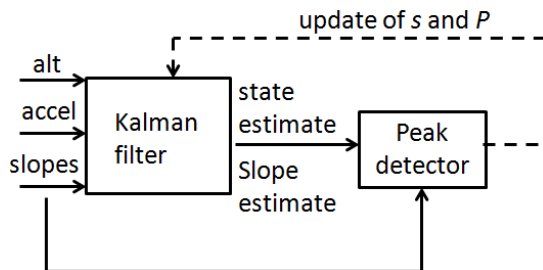 update of s and P
alt
accel
slopes
Kalman
filter
state
estimate
Slope
estimate
Peak
detector